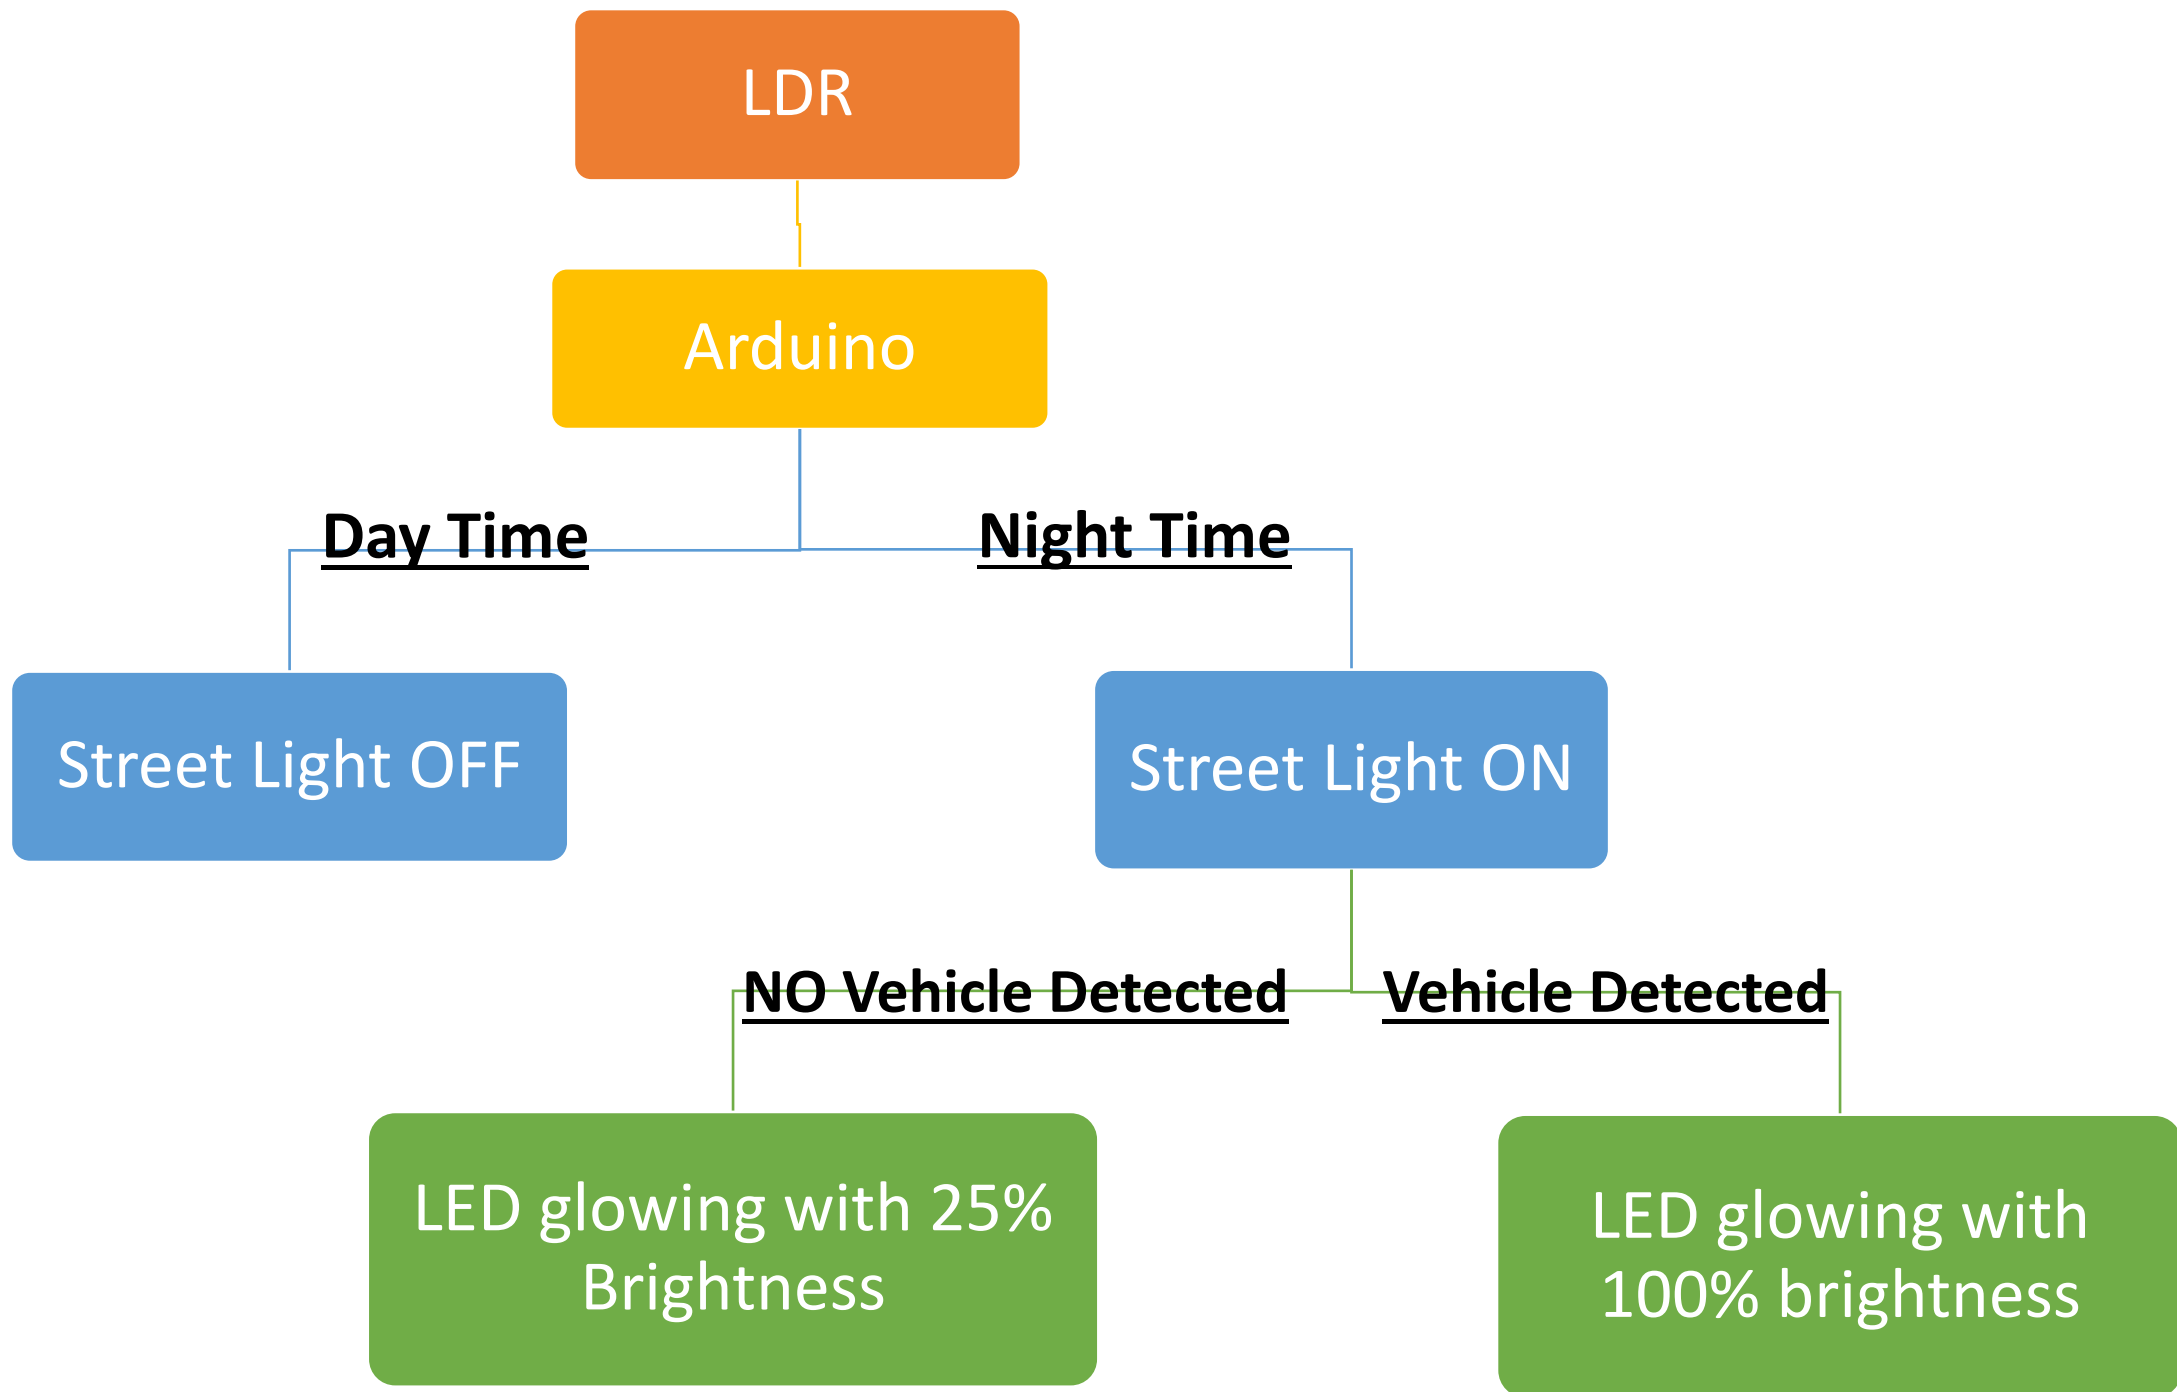 LDR
Arduino
Day Time
Night Time
Street Light OFF
Street Light ON
NO Vehicle Detected
Vehicle Detected
LED glowing with 25%
Brightness
LED glowing with
100% brightness